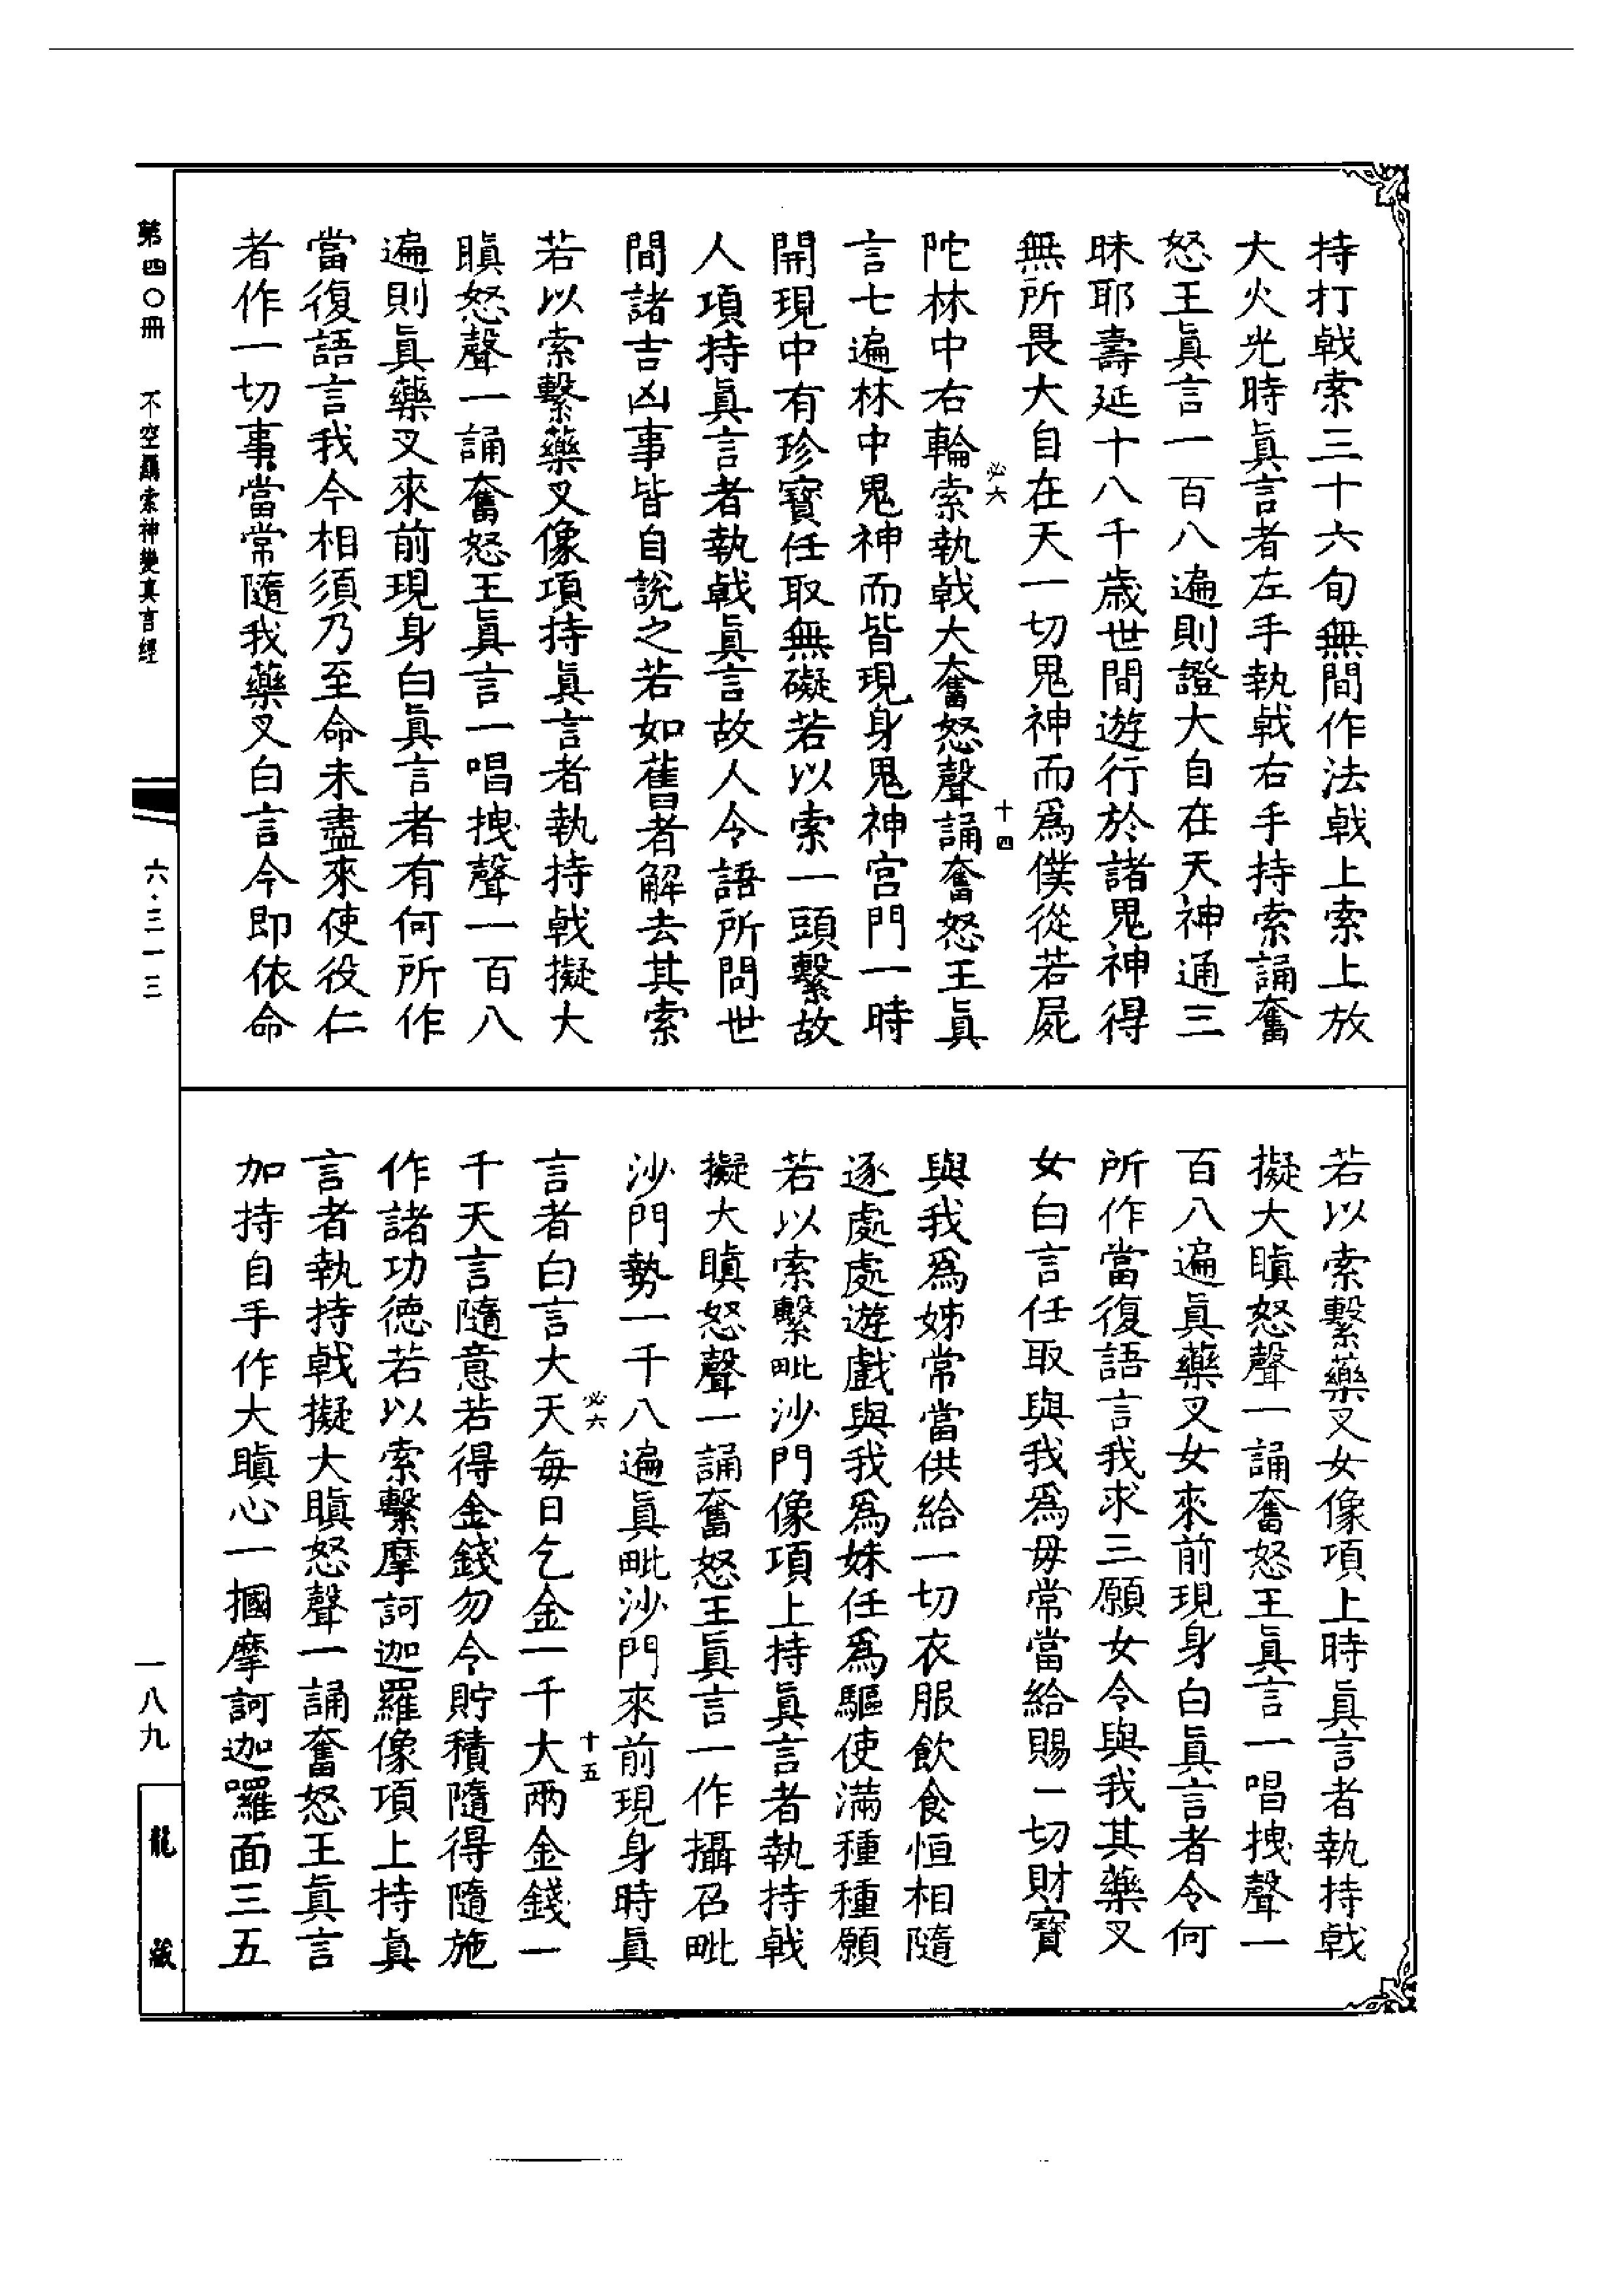 持打戟索三十六旬無間作法戟上索上放
大火光時真言者左手執戟右手持索誦奮
怒王真言一百八遍則證大自在天神通三
昧耶壽延十八千歲世間遊行於諸鬼神得
無所畏大自在天一切鬼神而為僕從若屍
必六
十四
陀林中右輪索執戟大奮怒聲誦奮怒王真
言七遍林中鬼神而皆現身鬼神宮門一時
開現中有珍寶任取無礙若以索一頭繫故
人項持真言者執戟真言故人令語所問世
間諸吉凶事皆自說之若如舊者解去其索
若以索繫藥叉像項持真言者執持戟擬大
瞋怒聲一誦奮怒王真言一唱拽聲一百八
遍則真藥叉來前現身白真言者有何所作
當復語言我今相須乃至命未盡來使役仁
者作一切事當常隨我藥叉白言今即依命
若以索繫藥叉女像項上時真言者執持戟
擬大瞋怒聲一誦奮怒王真言一唱拽聲一
百八遍真藥叉女來前現身白真言者令何
所作當復語言我求三願女令與我其藥叉
女白言任取與我為毋常當給賜一切財寶
與我為姊常當供給一切衣服飲食恒相隨
逐處處遊戲與我為妹任為驅使滿種種願
若以索繫毗沙門像項上持真言者執持戟
擬大瞋怒聲一誦奮怒王真言一作攝召毗
沙門勢一千八遍真毗沙門來前現身時真
必六
十五
言者白言大天每日乞金一千大兩金錢一
千天言隨意若得金錢勿令貯積隨得隨施
作諸功德若以索繫摩訶迦羅像項上持真
言者執持戟擬大瞋怒聲一誦奮怒王真言
加持自手作大瞋心一摑摩訶迦囉面三五
第四〇冊 不空羂索神變真言經
六·三一三
一八九
龍藏